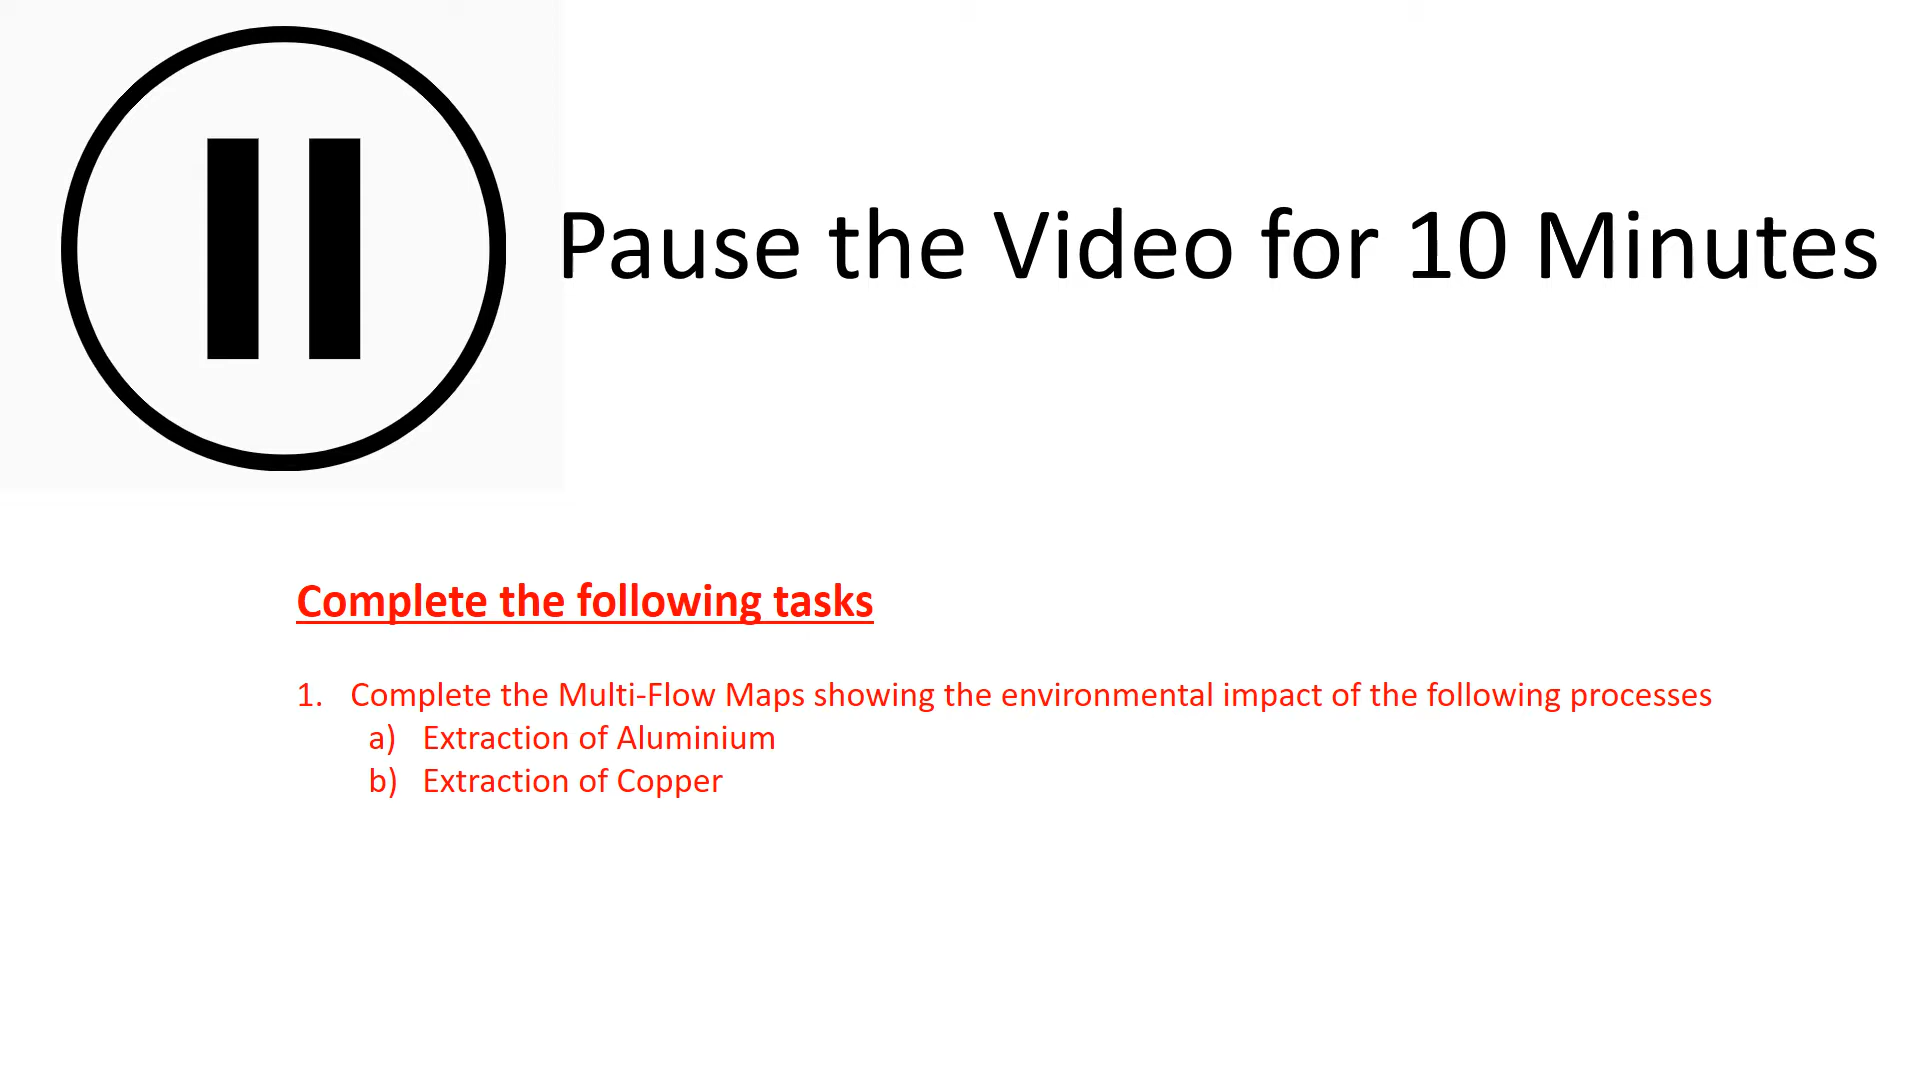 Pause the Video for 10 Minutes
Complete the following tasks
1. Complete the Multi-Flow Maps showing the environmental impact of the following processes
a) Extraction of Aluminium
b) Extraction of Copper